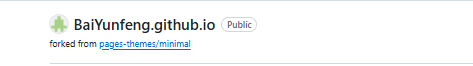 BaiYunfeng.github.io Public
forked from pages-themes/minimal